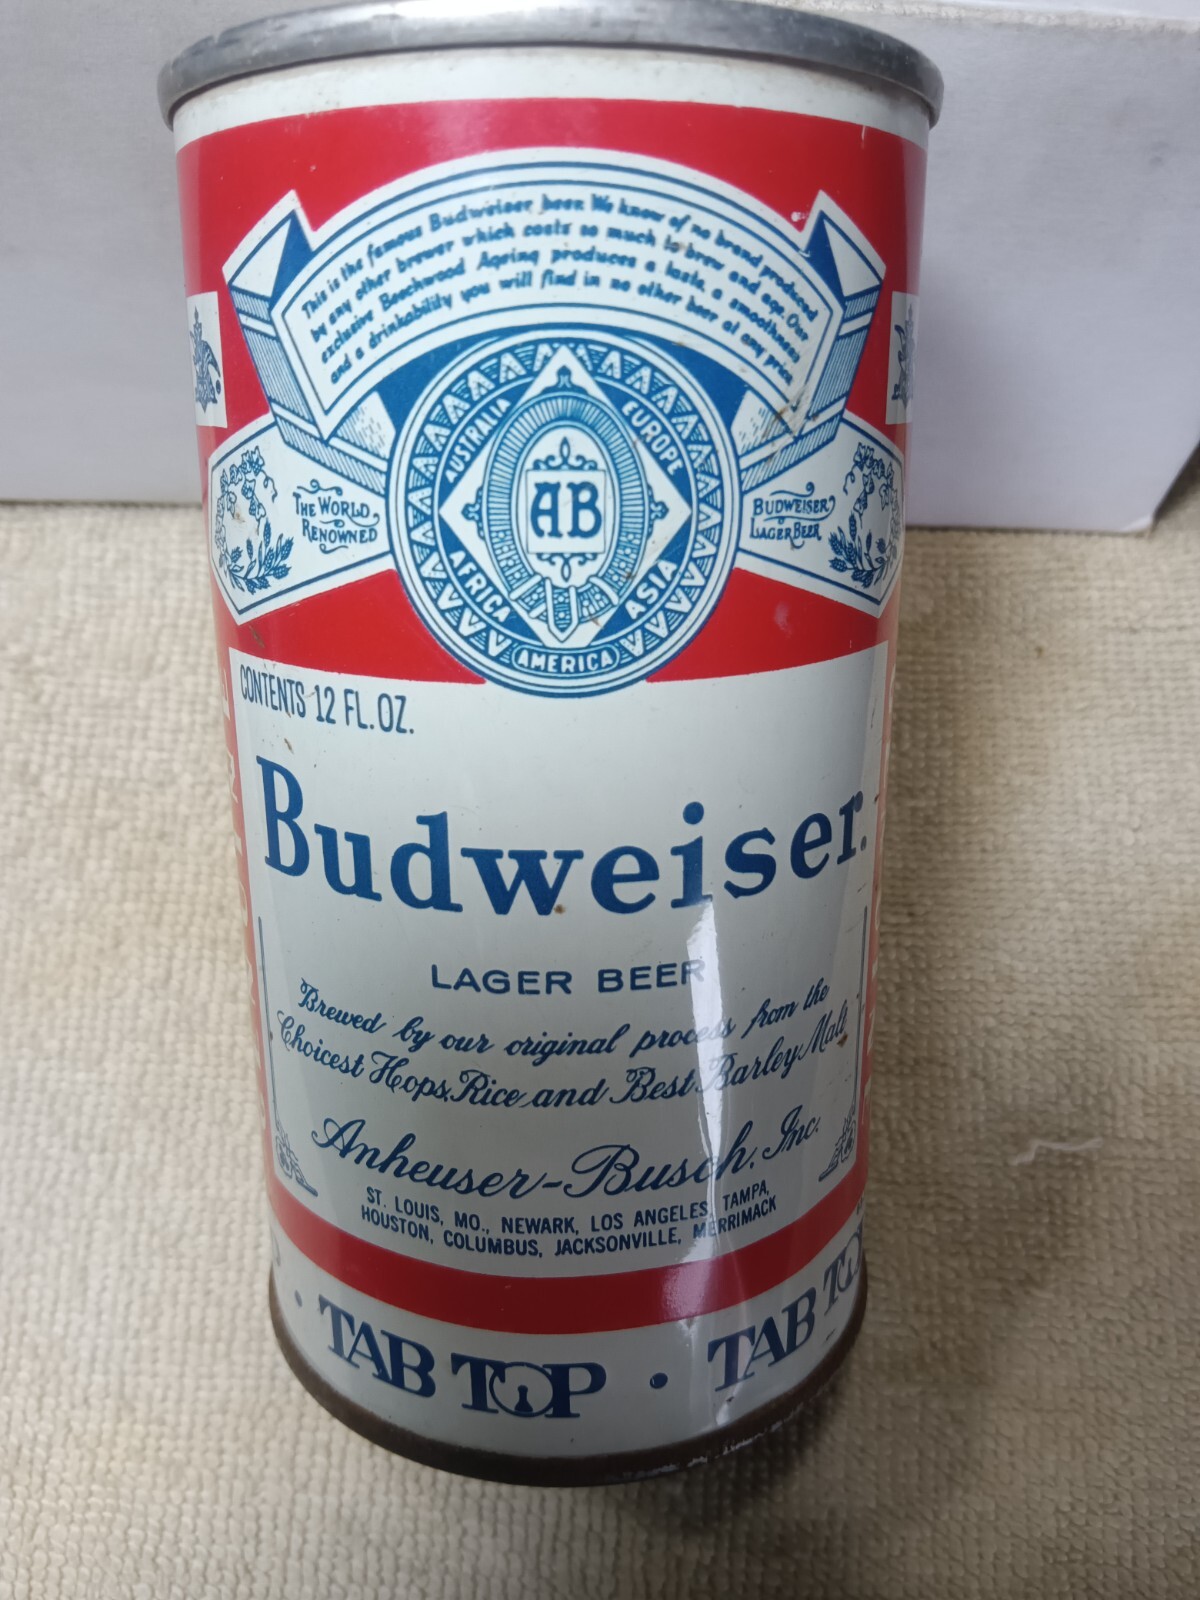 This is the famous Budweiser beer. We know of no brand produced
by any other brewer which costs so much to brew and age. Our
exclusive Beechwood Ageing produces a taste, a smoothness
and a drinkability you will find in no other beer at any price.
AUSTRALIA
EUROPE
THE WORLD
RENOWNED
AB
BUDWEISER
LAGER BEER
AFRICA
ASIA
AMERICA
CONTENTS 12 FL. OZ.
Budweiser.
LAGER BEER
Brewed by our original process from the
Choicest Hops, Rice and Best Barley Malt
Anheuser-Busch, Inc.
ST. LOUIS, MO., NEWARK, LOS ANGELES, TAMPA,
HOUSTON, COLUMBUS, JACKSONVILLE, MERRIMACK
• TAB TOP • TAB TOP